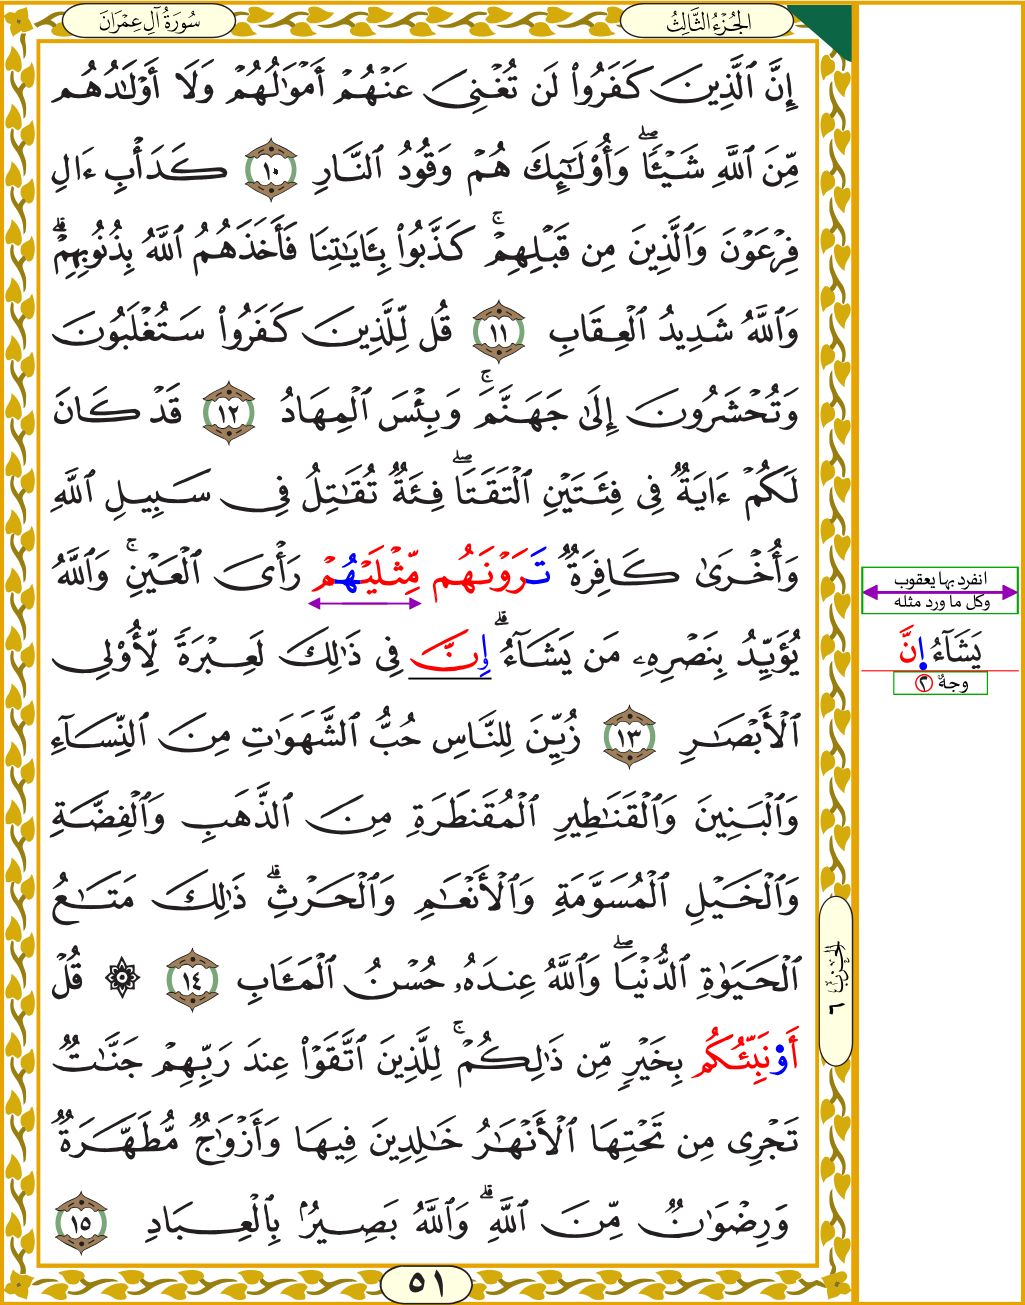 سُورَةُ آلِ عِمْرَانَ
الجُزْءُ الثَّالِثُ
إِنَّ ٱلَّذِينَ كَفَرُوا۟ لَن تُغْنِىَ عَنْهُمْ أَمْوَٰلُهُمْ وَلَآ أَوْلَٰدُهُم
مِّنَ ٱللَّهِ شَيْـًٔا ۖ وَأُو۟لَٰٓئِكَ هُمْ وَقُودُ ٱلنَّارِ ١٠ كَدَأْبِ ءَالِ
فِرْعَوْنَ وَٱلَّذِينَ مِن قَبْلِهِمْ ۚ كَذَّبُوا۟ بِـَٔايَٰتِنَا فَأَخَذَهُمُ ٱللَّهُ بِذُنُوبِهِمْ ۗ
وَٱللَّهُ شَدِيدُ ٱلْعِقَابِ ١١ قُل لِّلَّذِينَ كَفَرُوا۟ سَتُغْلَبُونَ
وَتُحْشَرُونَ إِلَىٰ جَهَنَّمَ ۚ وَبِئْسَ ٱلْمِهَادُ ١٢ قَدْ كَانَ
لَكُمْ ءَايَةٌ فِى فِئَتَيْنِ ٱلْتَقَتَا ۖ فِئَةٌ تُقَٰتِلُ فِى سَبِيلِ ٱللَّهِ
وَأُخْرَىٰ كَافِرَةٌ تَرَوْنَهُم مِّثْلَيْهُمْ رَأْىَ ٱلْعَيْنِ ۚ وَٱللَّهُ
يُؤَيِّدُ بِنَصْرِهِۦ مَن يَشَآءُ ۗ إِنَّ فِى ذَٰلِكَ لَعِبْرَةً لِّأُو۟لِى
ٱلْأَبْصَٰرِ ١٣ زُيِّنَ لِلنَّاسِ حُبُّ ٱلشَّهَوَٰتِ مِنَ ٱلنِّسَآءِ
وَٱلْبَنِينَ وَٱلْقَنَٰطِيرِ ٱلْمُقَنطَرَةِ مِنَ ٱلذَّهَبِ وَٱلْفِضَّةِ
وَٱلْخَيْلِ ٱلْمُسَوَّمَةِ وَٱلْأَنْعَٰمِ وَٱلْحَرْثِ ۗ ذَٰلِكَ مَتَٰعُ
ٱلْحَيَوٰةِ ٱلدُّنْيَا ۖ وَٱللَّهُ عِندَهُۥ حُسْنُ ٱلْمَـَٔابِ ١٤ ۞ قُلْ
أَوُ۬نَبِّئُكُم بِخَيْرٍ مِّن ذَٰلِكُمْ ۚ لِلَّذِينَ ٱتَّقَوْا۟ عِندَ رَبِّهِمْ جَنَّٰتٌ
تَجْرِى مِن تَحْتِهَا ٱلْأَنْهَٰرُ خَٰلِدِينَ فِيهَا وَأَزْوَٰجٌ مُّطَهَّرَةٌ
وَرِضْوَٰنٌ مِّنَ ٱللَّهِ ۗ وَٱللَّهُ بَصِيرٌۢ بِٱلْعِبَادِ ١٥
انفرد بها يعقوب
وكل ما ورد مثله
يَشَآءُ اِنَّ
وجهٌ ٢
الحزب ٦
٥١